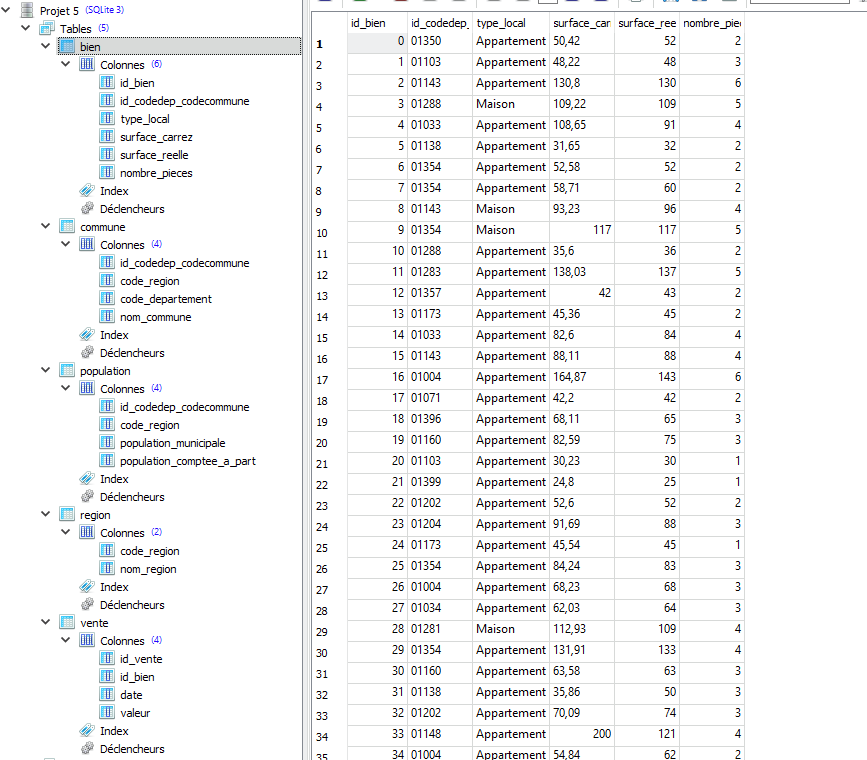 Projet 5 (SQLite 3)
Tables (5)
bien
Colonnes (6)
id_bien
id_codedep_codecommune
type_local
surface_carrez
surface_reelle
nombre_pieces
Index
Déclencheurs
commune
Colonnes (4)
id_codedep_codecommune
code_region
code_departement
nom_commune
Index
Déclencheurs
population
Colonnes (4)
id_codedep_codecommune
code_region
population_municipale
population_comptee_a_part
Index
Déclencheurs
region
Colonnes (2)
code_region
nom_region
Index
Déclencheurs
vente
Colonnes (4)
id_vente
id_bien
date
valeur
Index
Déclencheurs
id_bien id_codedep_ type_local surface_car surface_ree nombre_pie
1 0 01350 Appartement 50,42 52 2
2 1 01103 Appartement 48,22 48 3
3 2 01143 Appartement 130,8 130 6
4 3 01288 Maison 109,22 109 5
5 4 01033 Appartement 108,65 91 4
6 5 01138 Appartement 31,65 32 2
7 6 01354 Appartement 52,58 52 2
8 7 01354 Appartement 58,71 60 2
9 8 01143 Maison 93,23 96 4
10 9 01354 Maison 117 117 5
11 10 01288 Appartement 35,6 36 2
12 11 01283 Appartement 138,03 137 5
13 12 01357 Appartement 42 43 2
14 13 01173 Appartement 45,36 45 2
15 14 01033 Appartement 82,6 84 4
16 15 01143 Appartement 88,11 88 4
17 16 01004 Appartement 164,87 143 6
18 17 01071 Appartement 42,2 42 2
19 18 01396 Appartement 68,11 65 3
20 19 01160 Appartement 82,59 75 3
21 20 01103 Appartement 30,23 30 1
22 21 01399 Appartement 24,8 25 1
23 22 01202 Appartement 52,6 52 2
24 23 01204 Appartement 91,69 88 3
25 24 01173 Appartement 45,54 45 1
26 25 01354 Appartement 84,24 83 3
27 26 01004 Appartement 68,23 68 3
28 27 01034 Appartement 62,03 64 3
29 28 01281 Maison 112,93 109 4
30 29 01354 Appartement 131,91 133 4
31 30 01160 Appartement 63,58 63 3
32 31 01138 Appartement 35,86 50 3
33 32 01202 Appartement 70,09 74 3
34 33 01148 Appartement 200 121 4
35 34 01004 Appartement 54,84 62 2